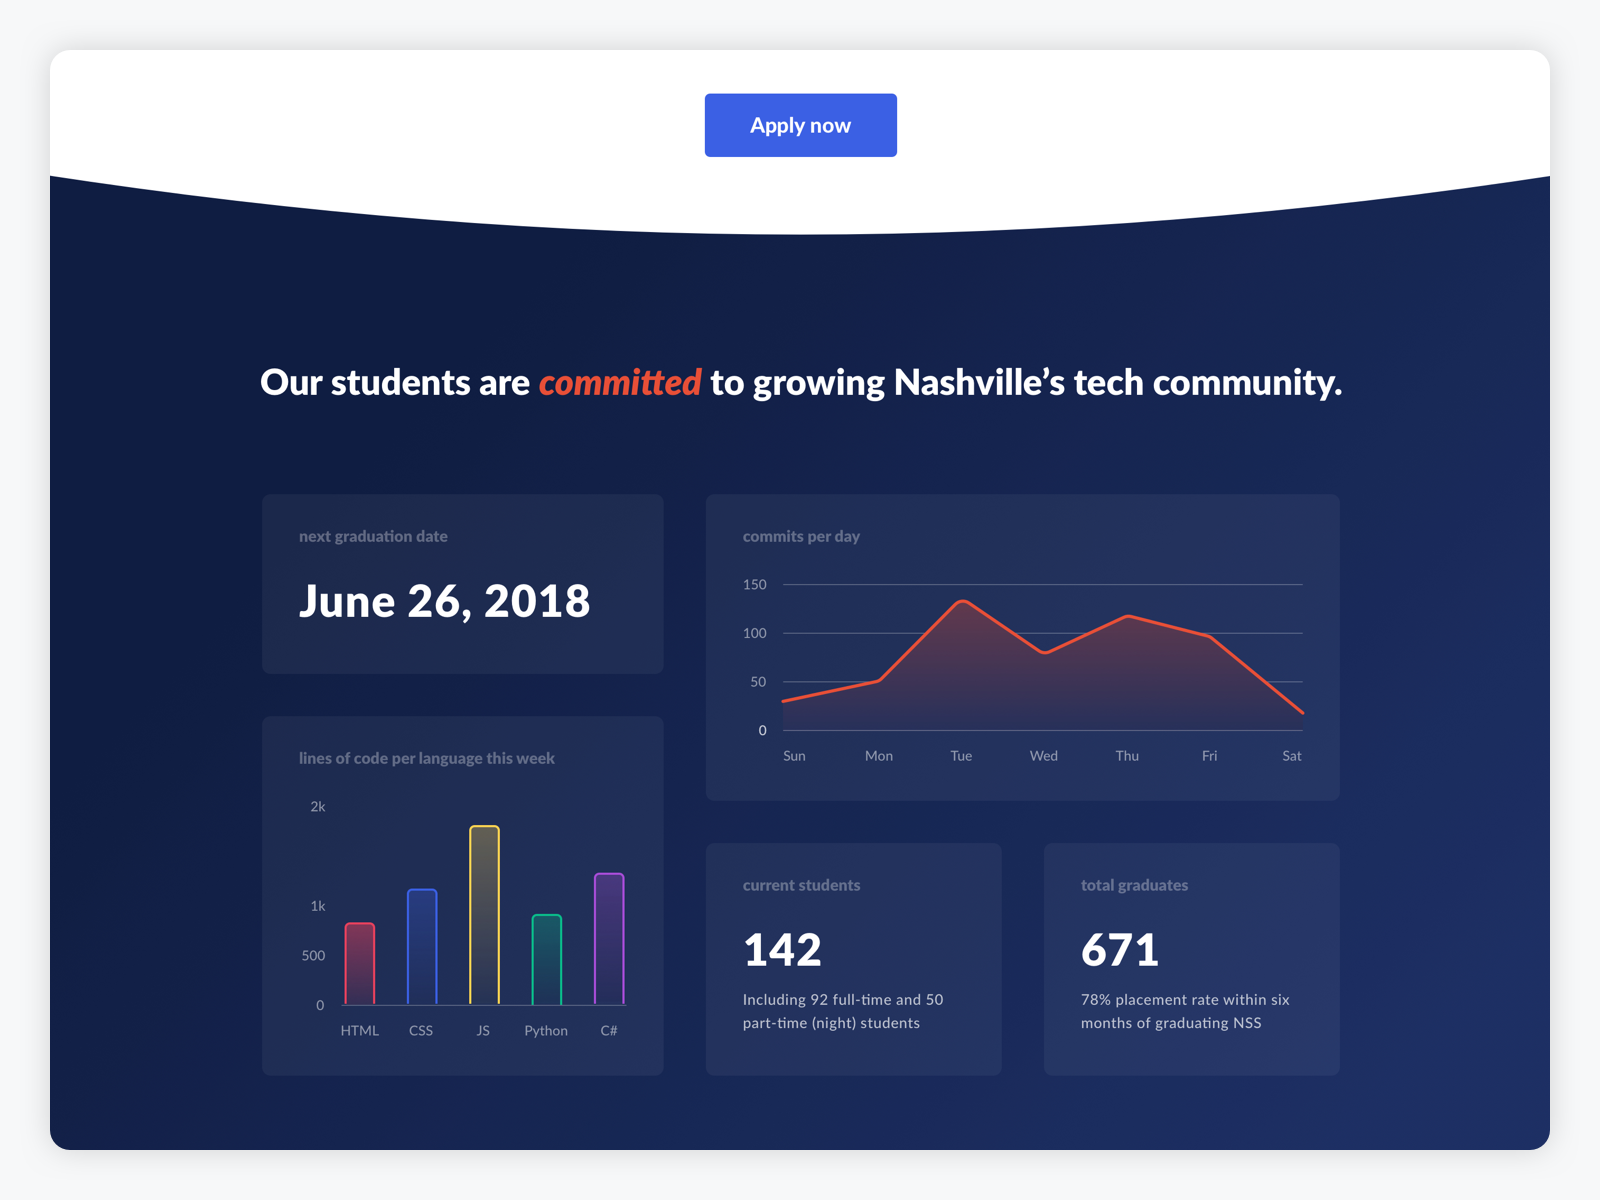 Apply now
Our students are committed to growing Nashville’s tech community.
next graduation date
June 26, 2018
commits per day
150
100
50
0
Sun Mon Tue Wed Thu Fri Sat
lines of code per language this week
2k
1k
500
0
HTML CSS JS Python C#
current students
142
Including 92 full-time and 50
part-time (night) students
total graduates
671
78% placement rate within six
months of graduating NSS